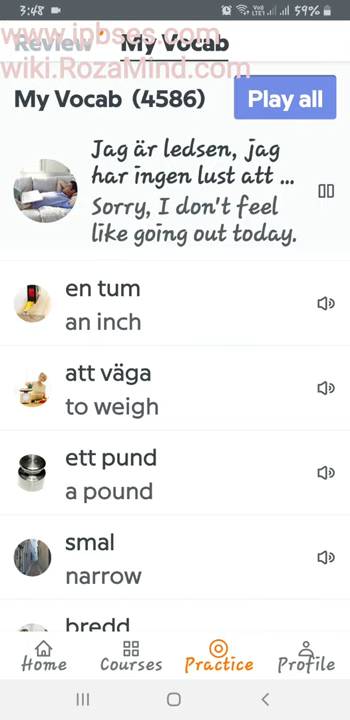 3:48 59%
www.ipbses.com
Review My Vocab
wiki.RozaMind.com
My Vocab (4586) Play all
Jag är ledsen, jag
har ingen lust att ...
Sorry, I don't feel
like going out today.
en tum
an inch
att väga
to weigh
ett pund
a pound
smal
narrow
bredd
Home Courses Practice Profile